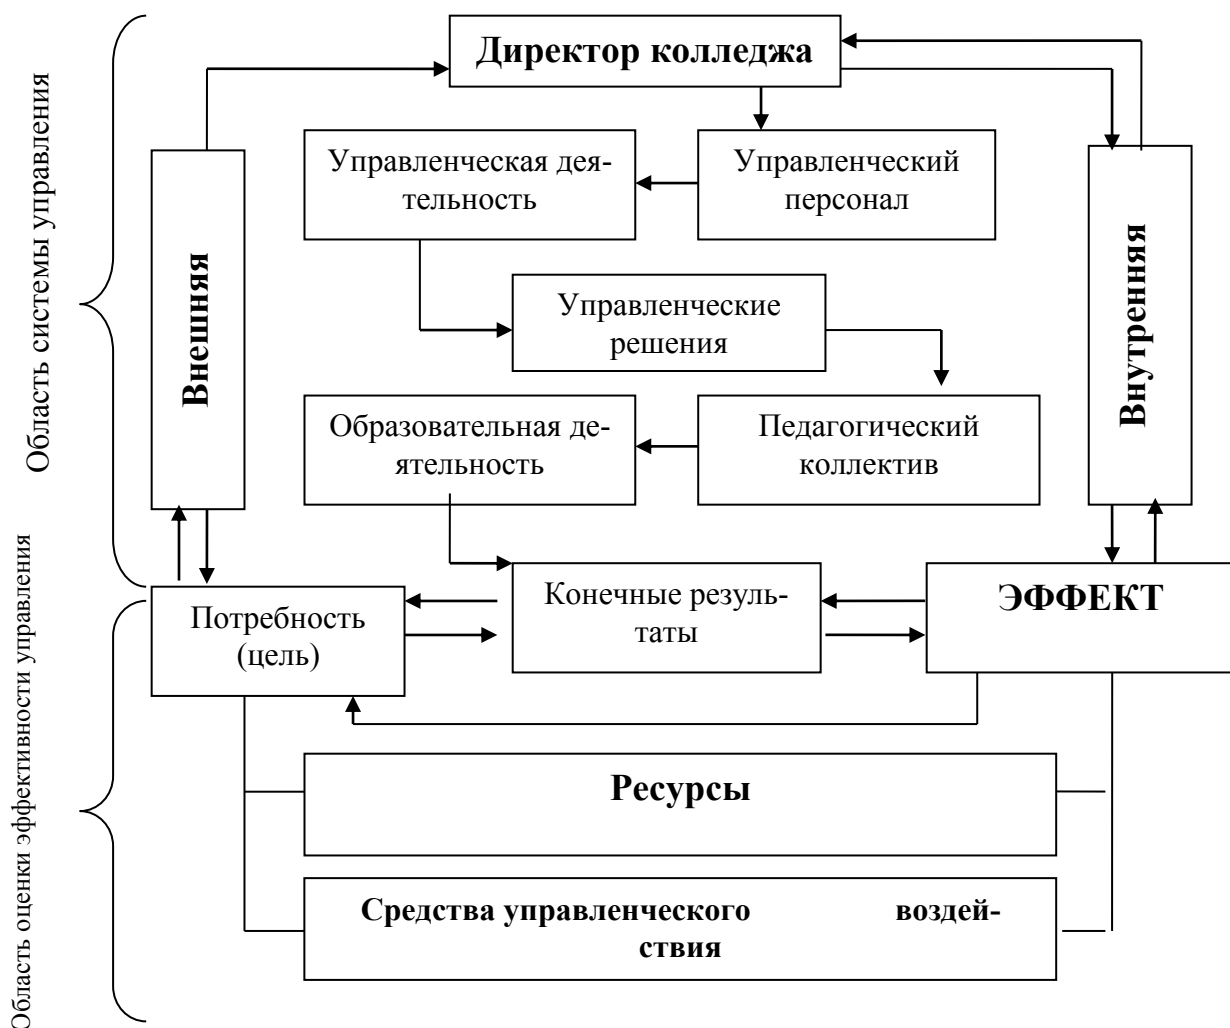 Директор колледжа
Область системы управления
Внешняя
Управленческая дея-
тельность
Управленческий
персонал
Внутренняя
Управленческие
решения
Образовательная де-
ятельность
Педагогический
коллектив
Область оценки эффективности управления
Потребность
(цель)
Конечные резуль-
таты
ЭФФЕКТ
Ресурсы
Средства управленческого воздей-
ствия